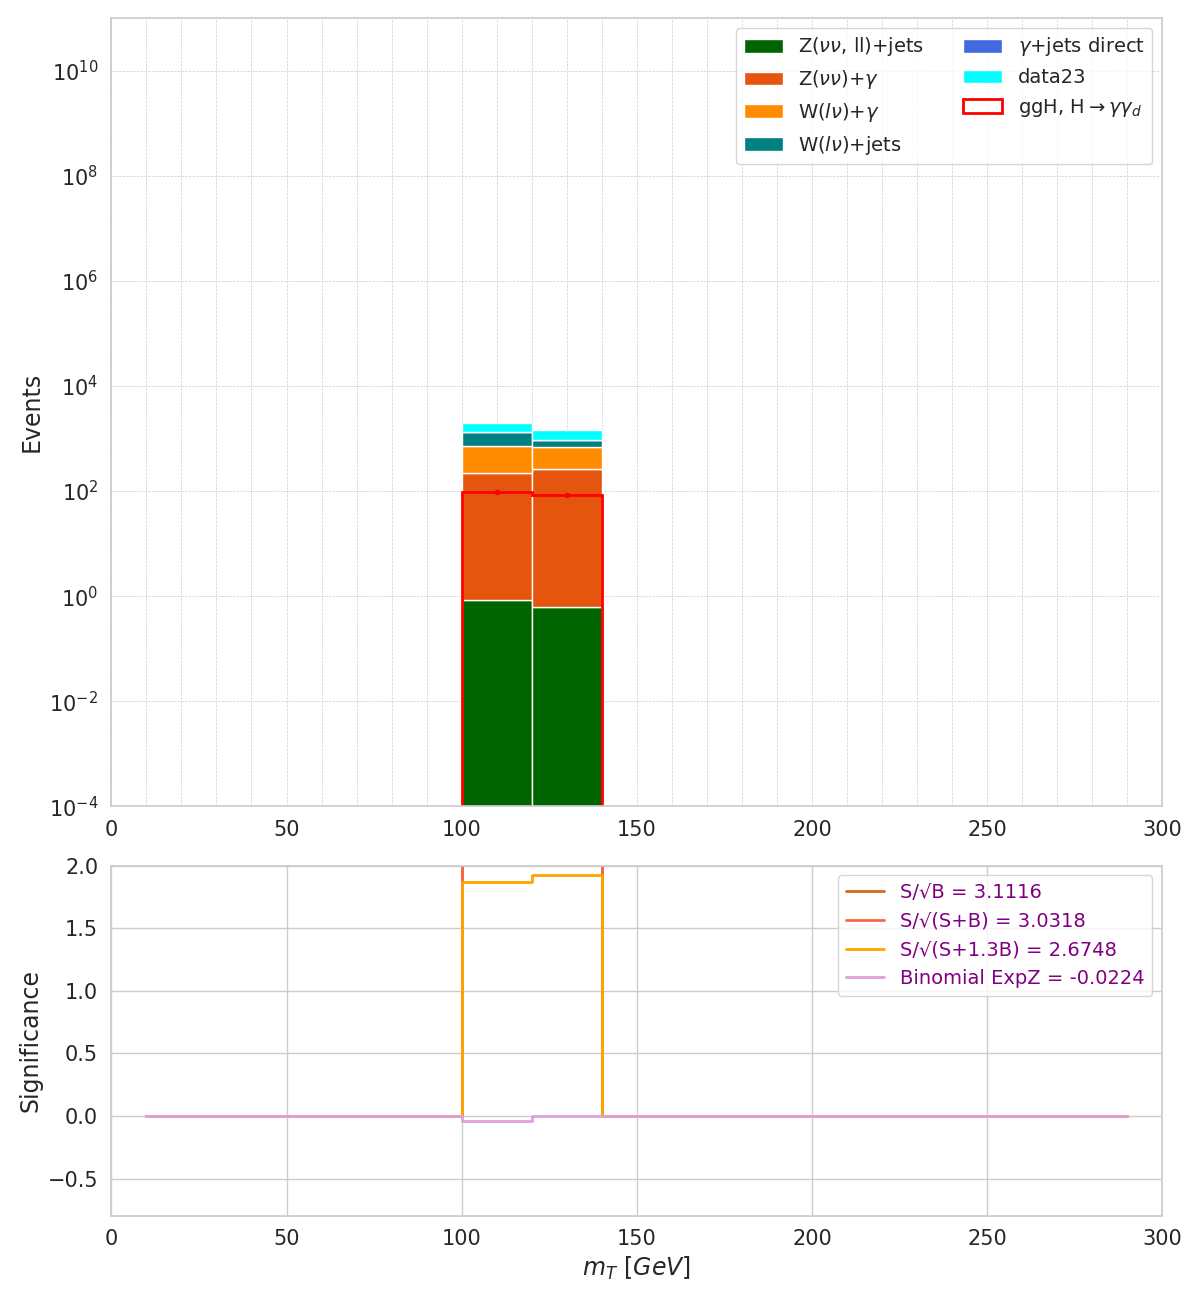 Z(νν, ll)+jets
Z(νν)+γ
W(lν)+γ
W(lν)+jets
γ+jets direct
data23
ggH, H→γγ_d
Events
10^10
10^8
10^6
10^4
10^2
10^0
10^−2
10^−4
0 50 100 150 200 250 300
Significance
2.0
1.5
1.0
0.5
0.0
−0.5
S/√B = 3.1116
S/√(S+B) = 3.0318
S/√(S+1.3B) = 2.6748
Binomial ExpZ = -0.0224
0 50 100 150 200 250 300
m_T [GeV]